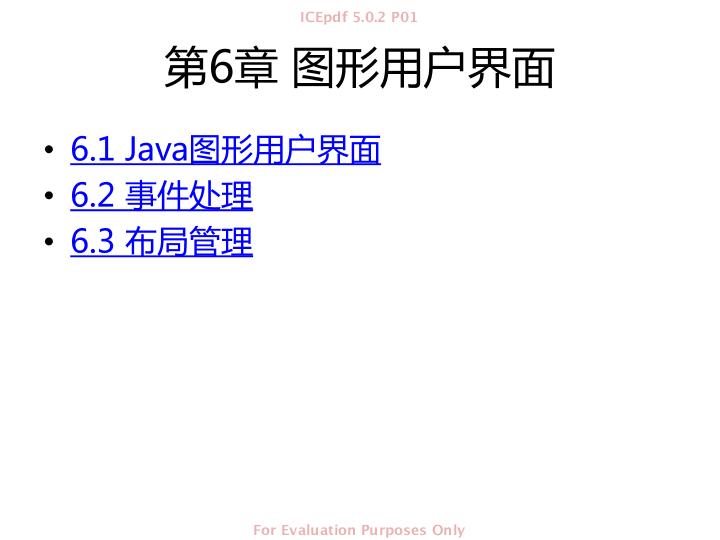 ICEpdf 5.0.2 P01
第6章 图形用户界面
• 6.1 Java图形用户界面
• 6.2 事件处理
• 6.3 布局管理
For Evaluation Purposes Only